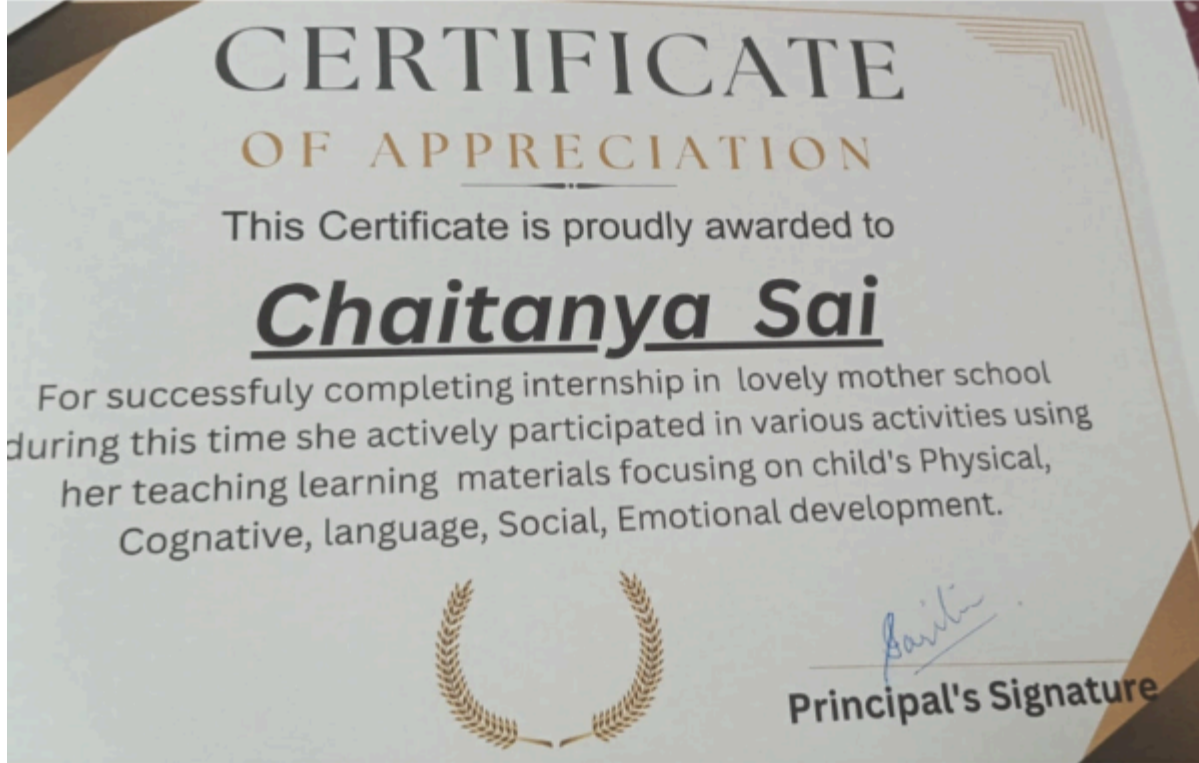 CERTIFICATE
OF APPRECIATION
This Certificate is proudly awarded to
Chaitanya Sai
For successfuly completing internship in lovely mother school
during this time she actively participated in various activities using
her teaching learning materials focusing on child's Physical,
Cognative, language, Social, Emotional development.
Principal's Signature